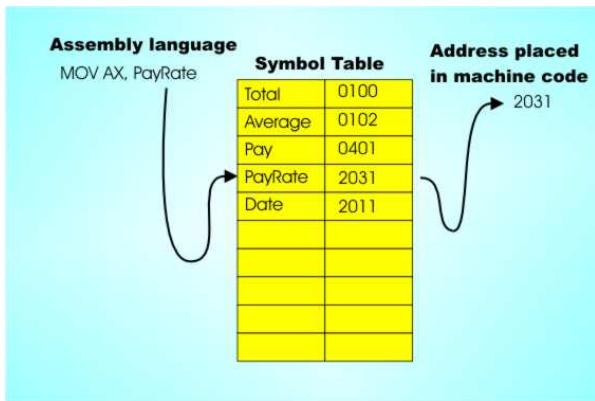 Assembly language
MOV AX, PayRate
Symbol Table
Total 0100
Average 0102
Pay 0401
PayRate 2031
Date 2011
Address placed
in machine code
2031